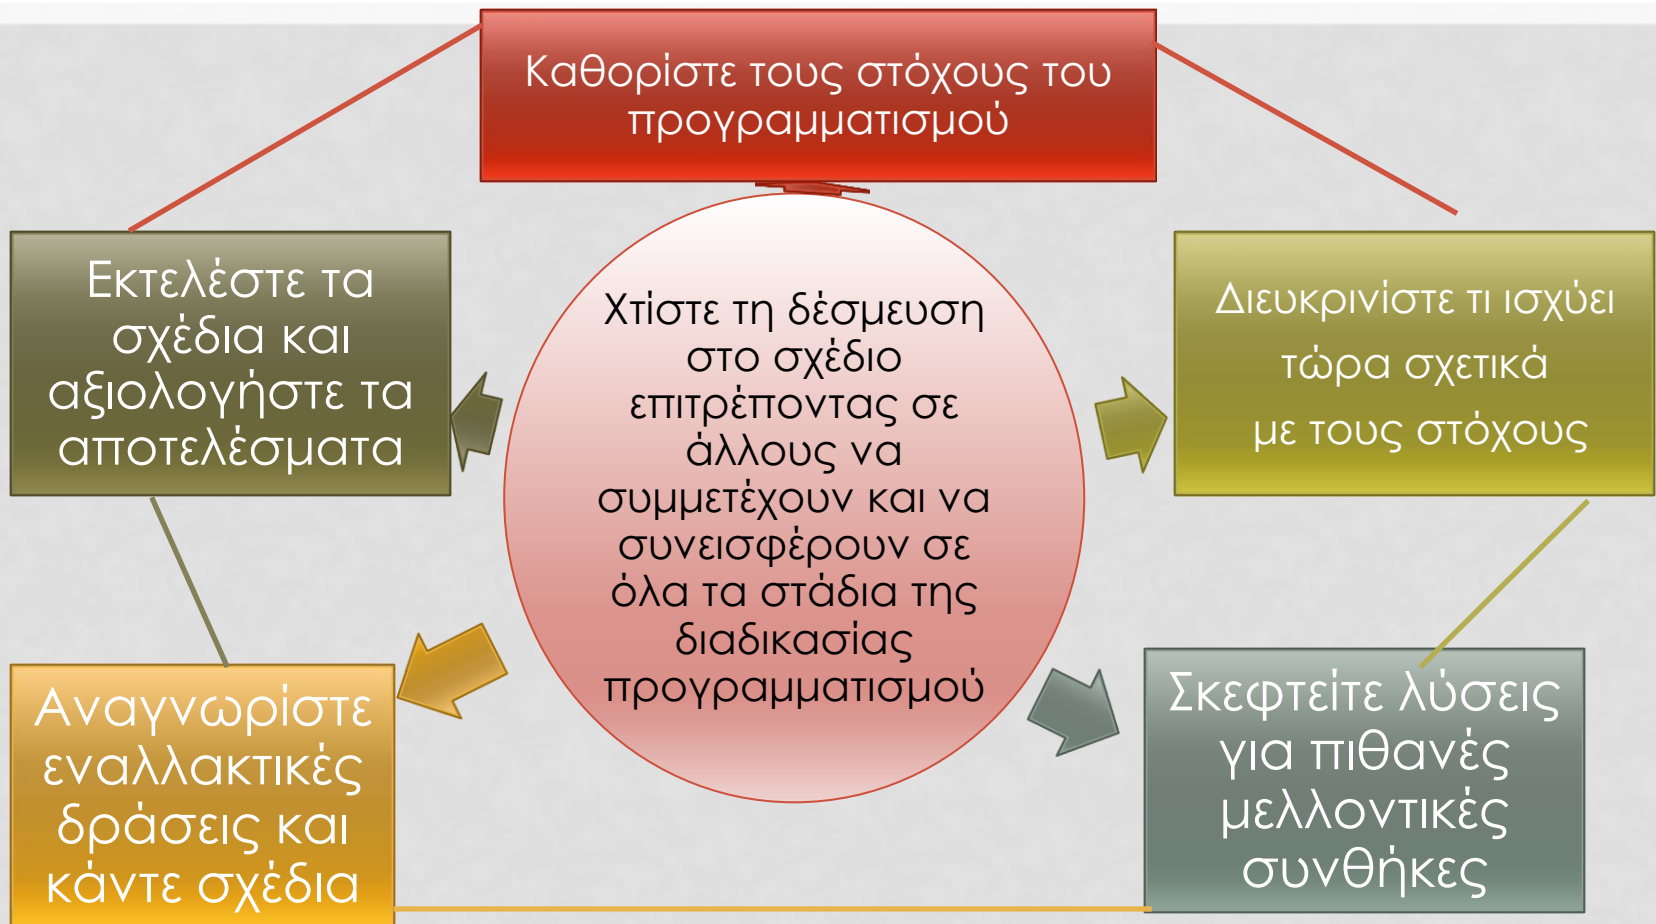 Καθορίστε τους στόχους του
προγραμματισμού
Εκτελέστε τα
σχέδια και
αξιολογήστε τα
αποτελέσματα
Χτίστε τη δέσμευση
στο σχέδιο
επιτρέποντας σε
άλλους να
συμμετέχουν και να
συνεισφέρουν σε
όλα τα στάδια της
διαδικασίας
προγραμματισμού
Διευκρινίστε τι ισχύει
τώρα σχετικά
με τους στόχους
Αναγνωρίστε
εναλλακτικές
δράσεις και
κάντε σχέδια
Σκεφτείτε λύσεις
για πιθανές
μελλοντικές
συνθήκες